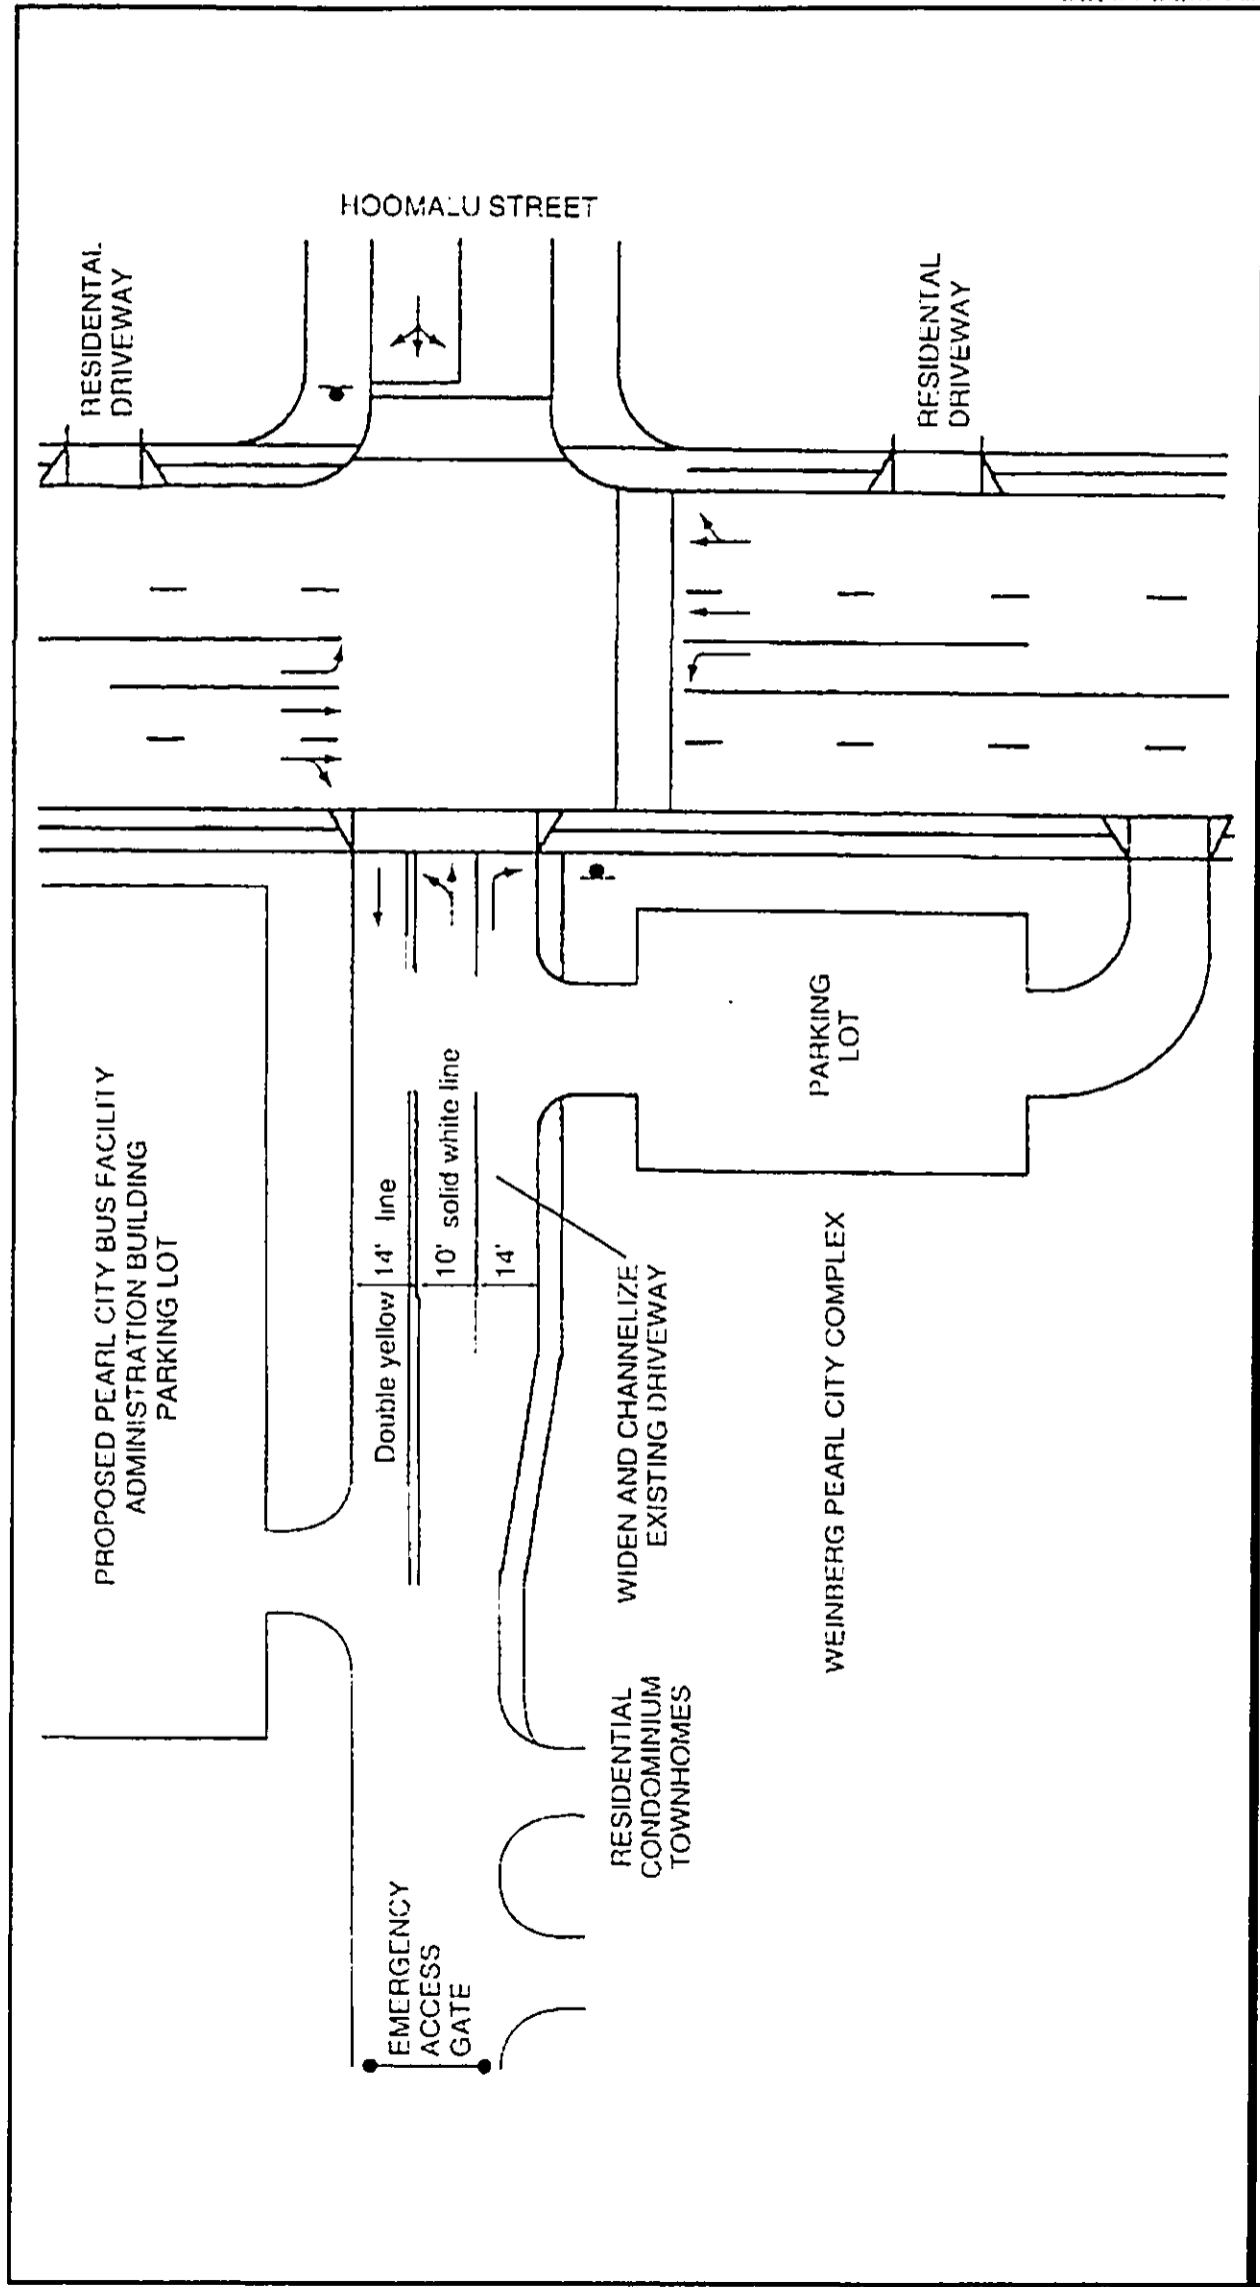 HOOMALU STREET
RESIDENTAL
DRIVEWAY
RESIDENTAL
DRIVEWAY
PROPOSED PEARL CITY BUS FACILITY
ADMINISTRATION BUILDING
PARKING LOT
Double yellow 14' line
10' solid white line
14'
PARKING
LOT
WIDEN AND CHANNELIZE
EXISTING DRIVEWAY
WEINBERG PEARL CITY COMPLEX
RESIDENTIAL
CONDOMINIUM
TOWNHOMES
EMERGENCY
ACCESS
GATE